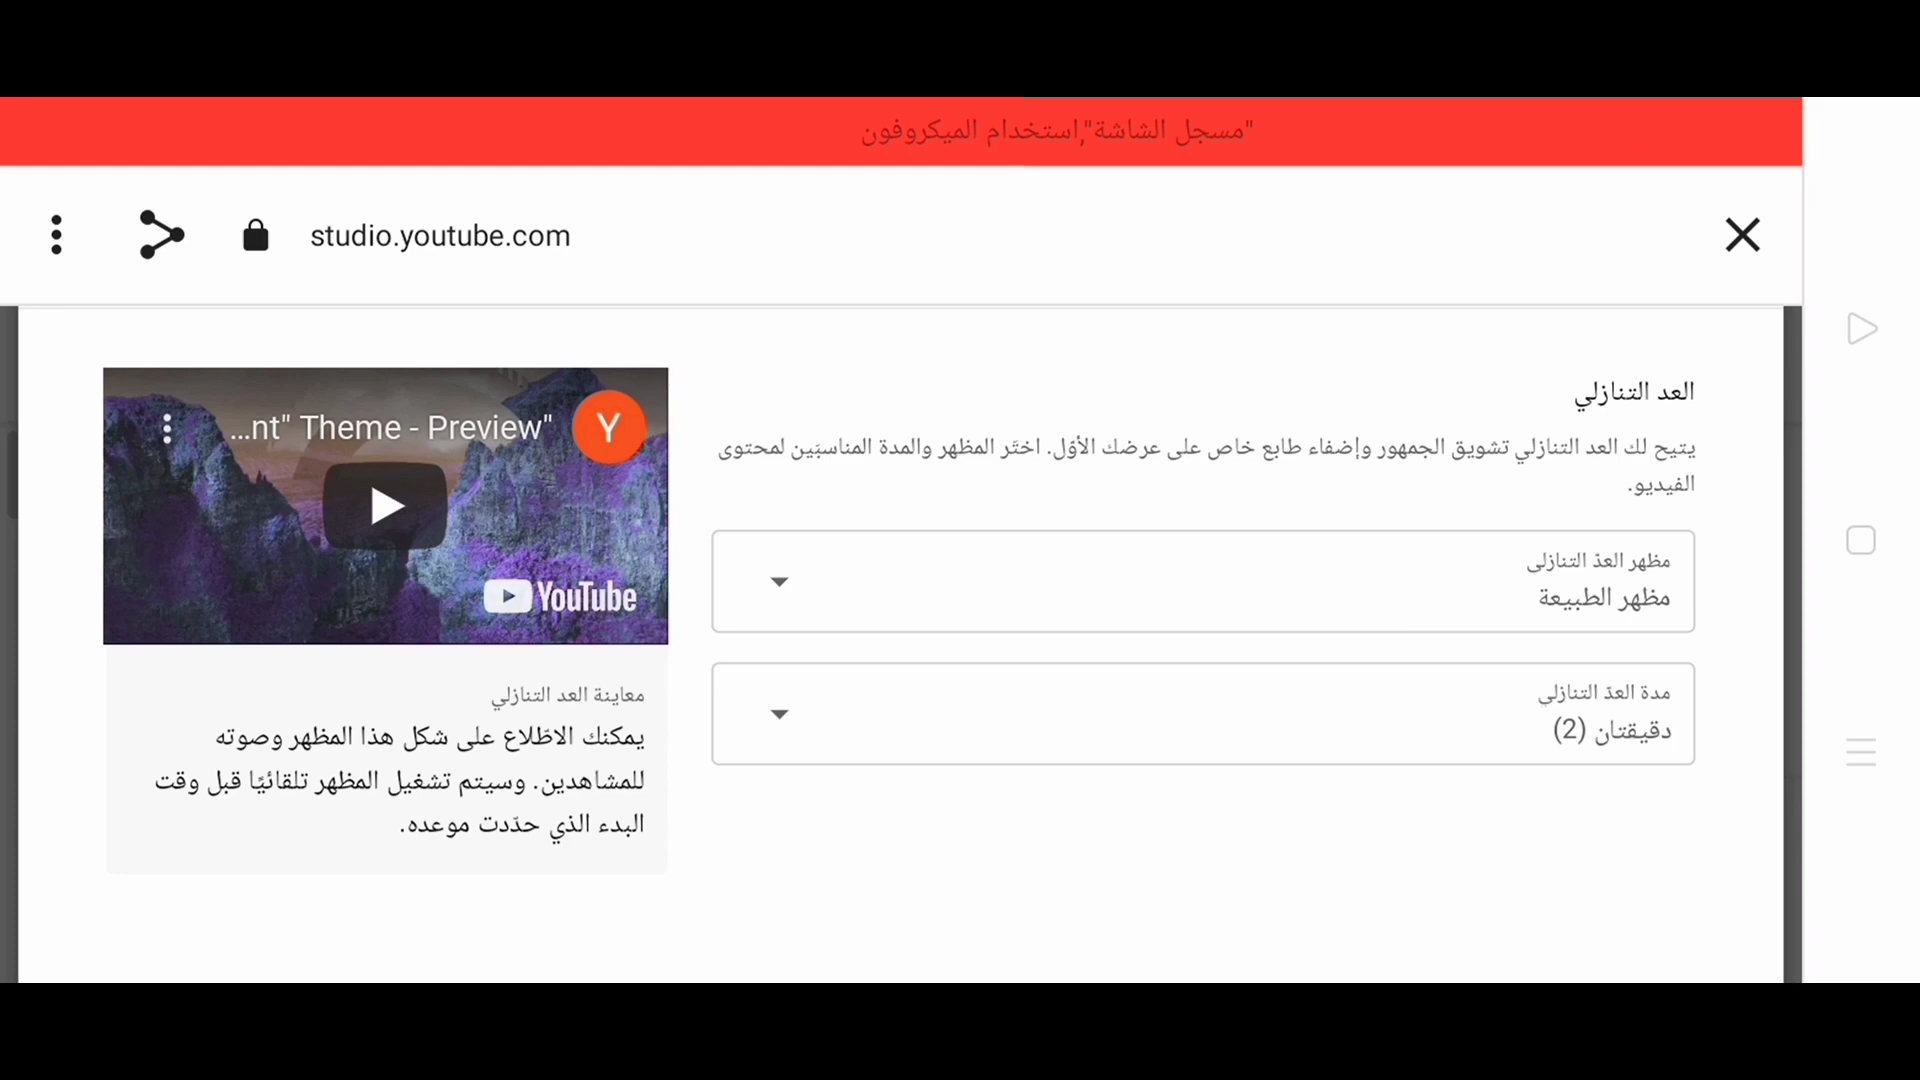 "مسجل الشاشة",استخدام الميكروفون
studio.youtube.com
العد التنازلي
يتيح لك العد التنازلي تشويق الجمهور وإضفاء طابع خاص على عرضك الأوّل. اختَر المظهر والمدة المناسبَين لمحتوى
الفيديو.
مظهر العدّ التنازلي
مظهر الطبيعة
مدة العدّ التنازلي
دقيقتان (2)
...nt" Theme - Preview"
Y
YouTube
معاينة العد التنازلي
يمكنك الاطّلاع على شكل هذا المظهر وصوته
للمشاهدين. وسيتم تشغيل المظهر تلقائيًا قبل وقت
البدء الذي حدّدت موعده.